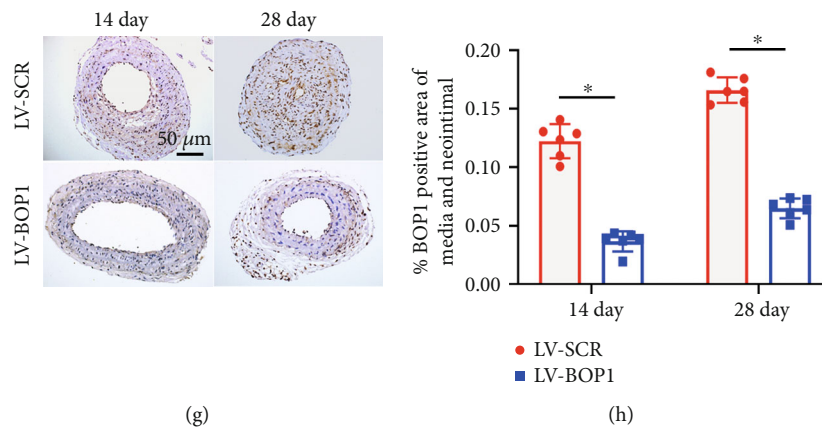 14 day
28 day
LV-SCR
50 μm
LV-BOP1
(g)
% BOP1 positive area of
media and neointimal
0.20
0.15
0.10
0.05
0.00
*
*
14 day
28 day
LV-SCR
LV-BOP1
(h)